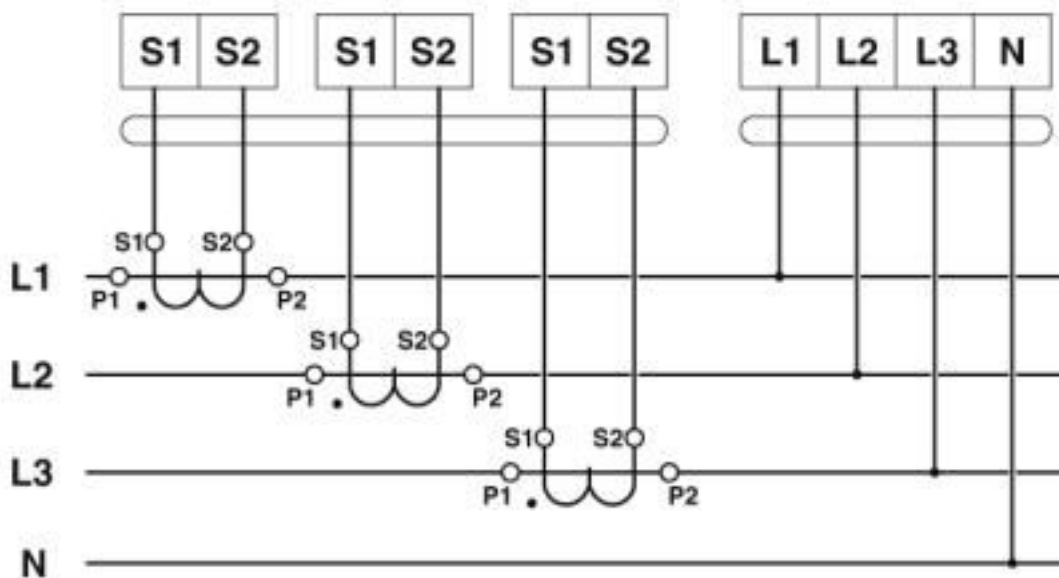 S1 S2 S1 S2 S1 S2 L1 L2 L3 N
S1 S2
L1
P1 P2
S1 S2
L2
P1 P2
S1 S2
L3
P1 P2
N